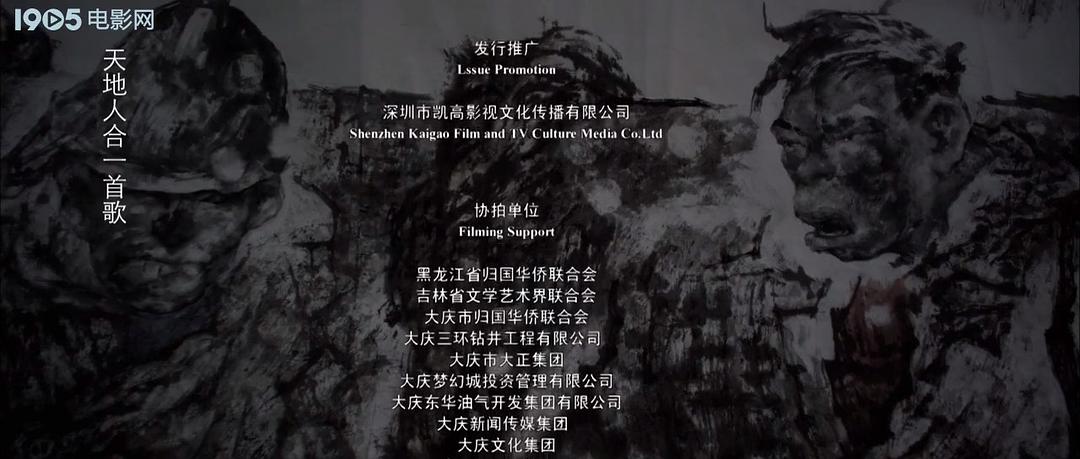 1905电影网
天地人合一首歌
发行推广
Lssue Promotion
深圳市凯高影视文化传播有限公司
Shenzhen Kaigao Film and TV Culture Media Co.Ltd
协拍单位
Filming Support
黑龙江省归国华侨联合会
吉林省文学艺术界联合会
大庆市归国华侨联合会
大庆三环钻井工程有限公司
大庆市大正集团
大庆梦幻城投资管理有限公司
大庆东华油气开发集团有限公司
大庆新闻传媒集团
大庆文化集团